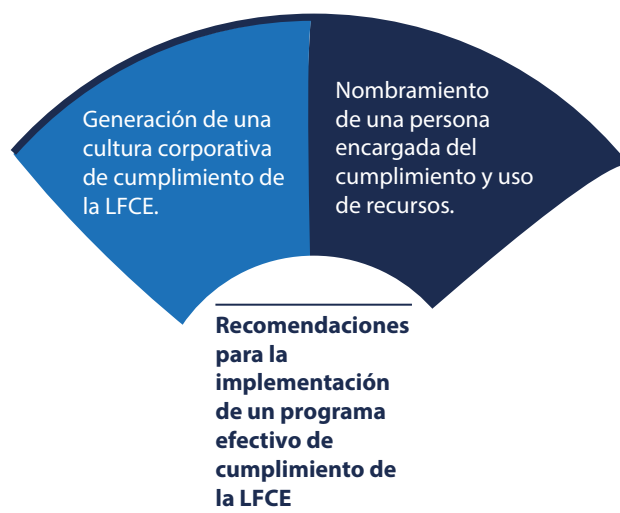 Generación de una
cultura corporativa
de cumplimiento de
la LFCE.
Nombramiento
de una persona
encargada del
cumplimiento y uso
de recursos.
Recomendaciones
para la
implementación
de un programa
efectivo de
cumplimiento de
la LFCE